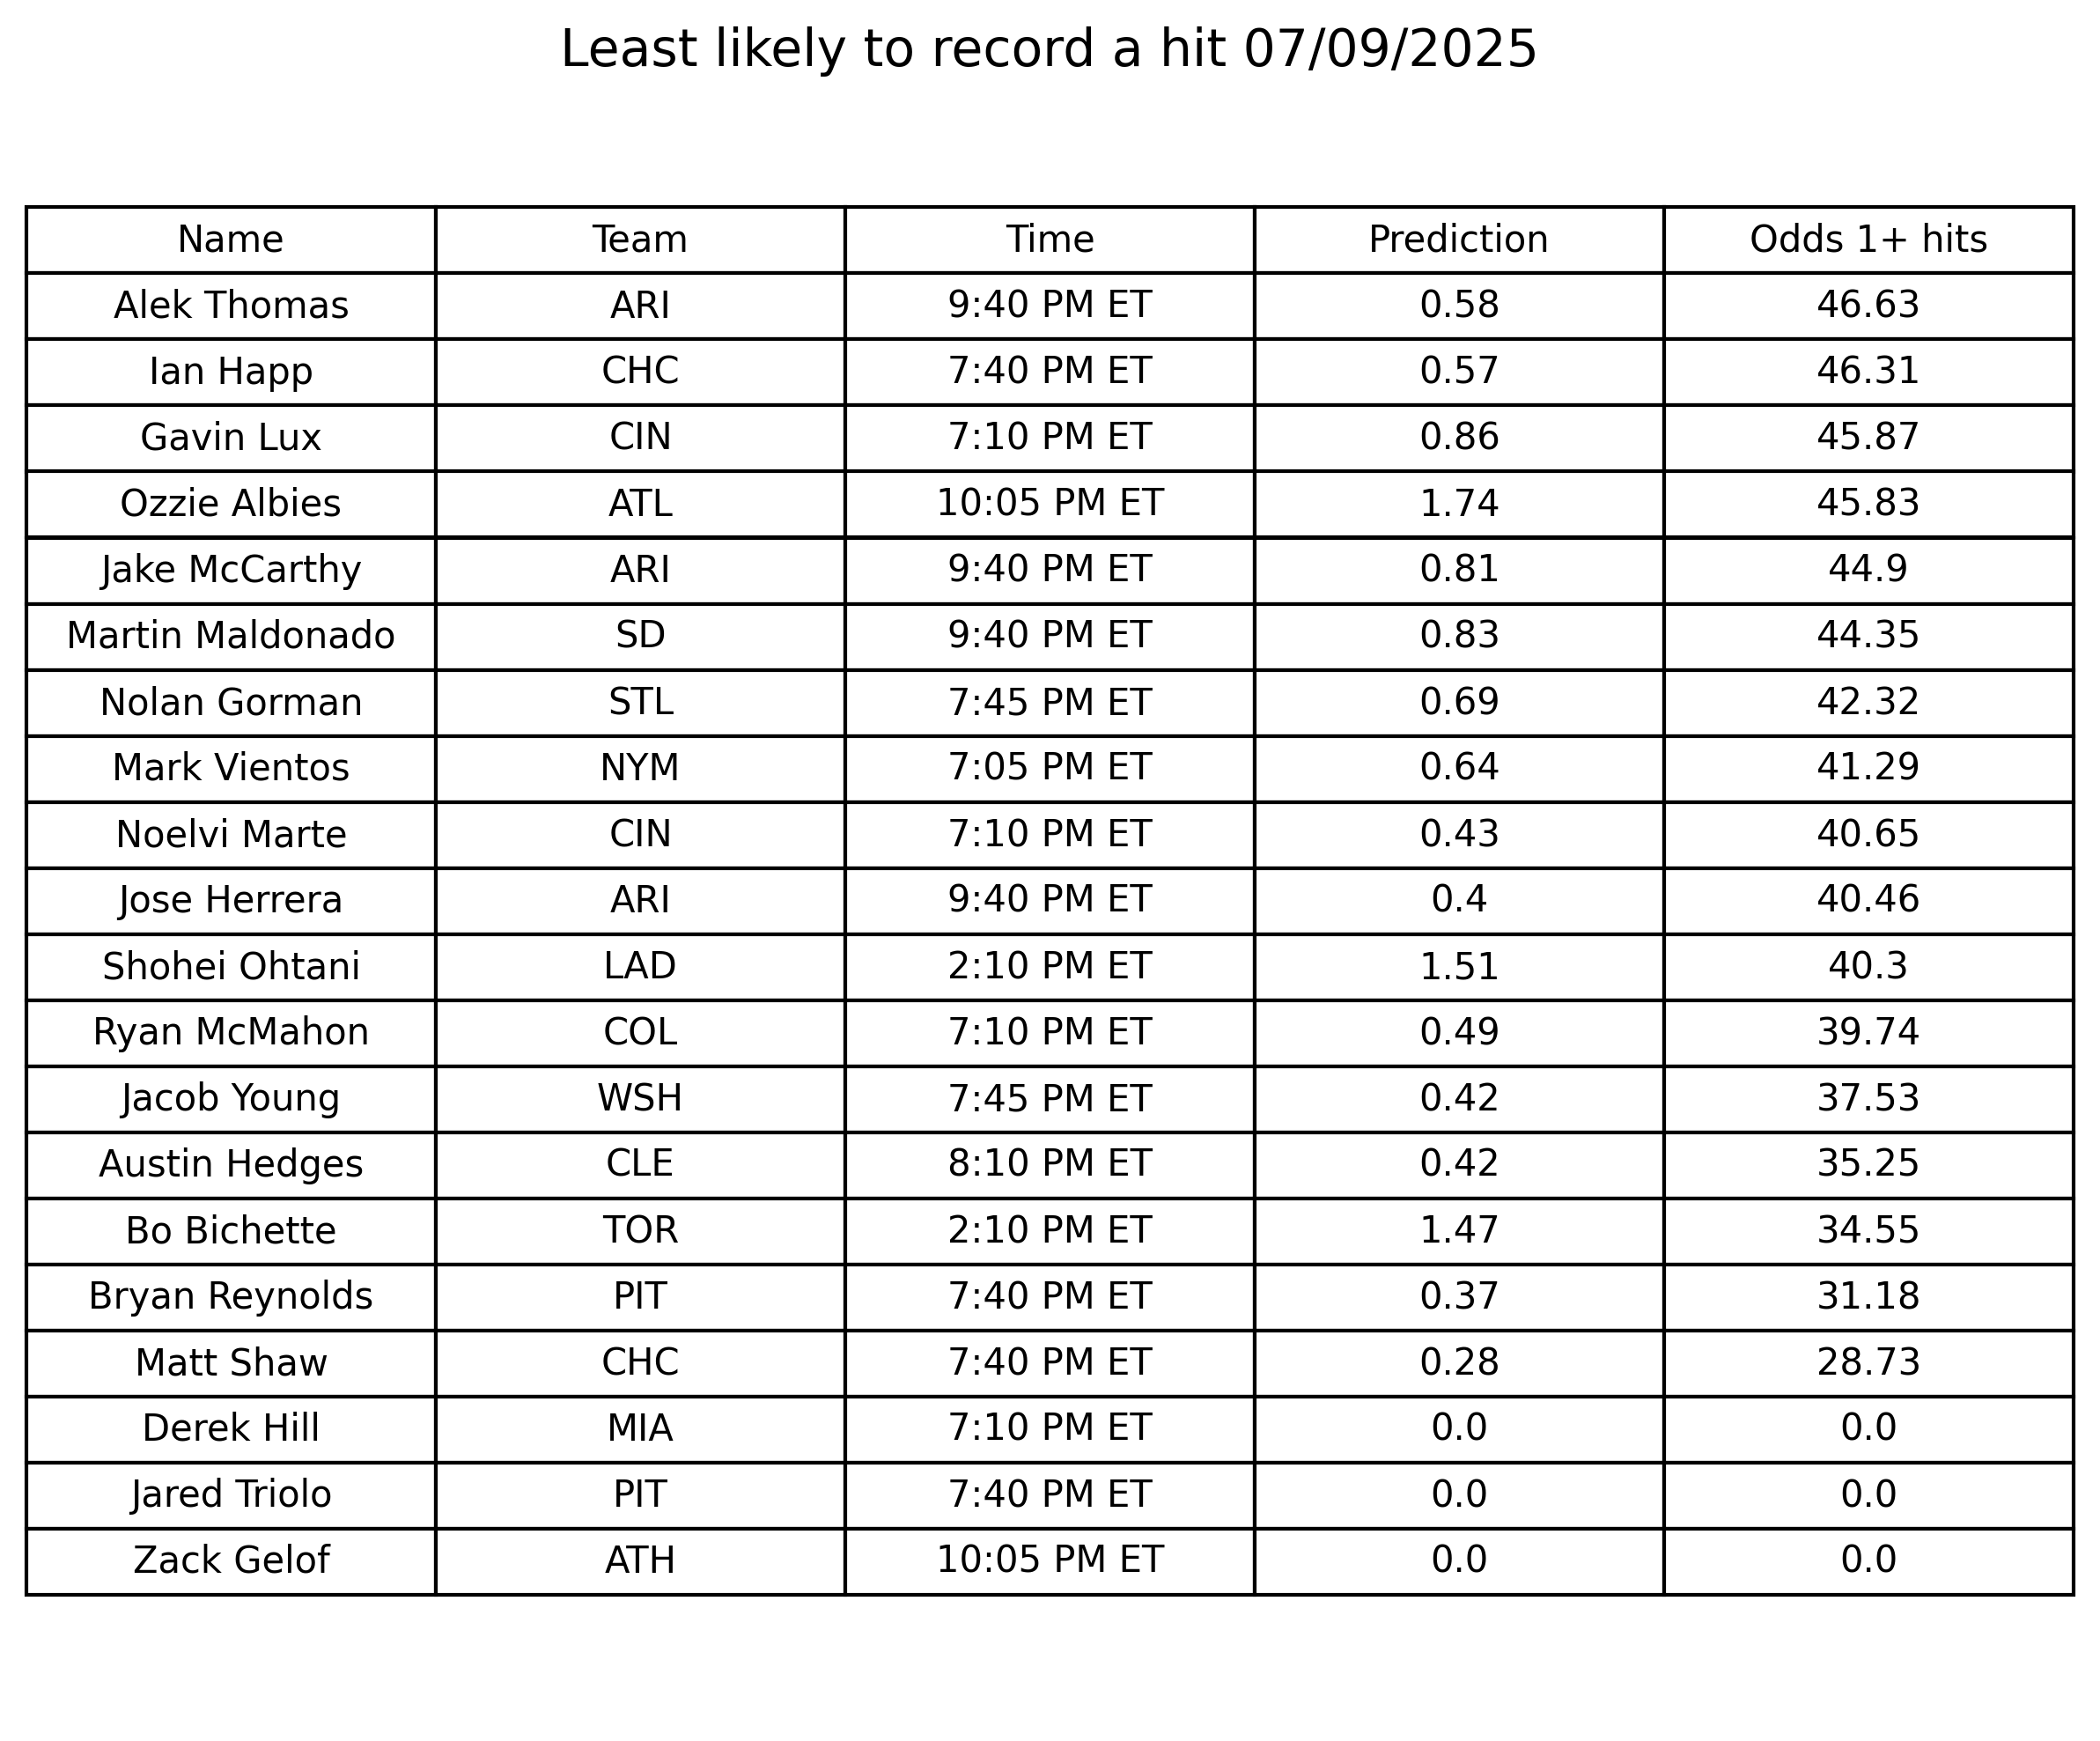 Least likely to record a hit 07/09/2025
Name Team Time Prediction Odds 1+ hits
Alek Thomas ARI 9:40 PM ET 0.58 46.63
Ian Happ CHC 7:40 PM ET 0.57 46.31
Gavin Lux CIN 7:10 PM ET 0.86 45.87
Ozzie Albies ATL 10:05 PM ET 1.74 45.83
Jake McCarthy ARI 9:40 PM ET 0.81 44.9
Martin Maldonado SD 9:40 PM ET 0.83 44.35
Nolan Gorman STL 7:45 PM ET 0.69 42.32
Mark Vientos NYM 7:05 PM ET 0.64 41.29
Noelvi Marte CIN 7:10 PM ET 0.43 40.65
Jose Herrera ARI 9:40 PM ET 0.4 40.46
Shohei Ohtani LAD 2:10 PM ET 1.51 40.3
Ryan McMahon COL 7:10 PM ET 0.49 39.74
Jacob Young WSH 7:45 PM ET 0.42 37.53
Austin Hedges CLE 8:10 PM ET 0.42 35.25
Bo Bichette TOR 2:10 PM ET 1.47 34.55
Bryan Reynolds PIT 7:40 PM ET 0.37 31.18
Matt Shaw CHC 7:40 PM ET 0.28 28.73
Derek Hill MIA 7:10 PM ET 0.0 0.0
Jared Triolo PIT 7:40 PM ET 0.0 0.0
Zack Gelof ATH 10:05 PM ET 0.0 0.0